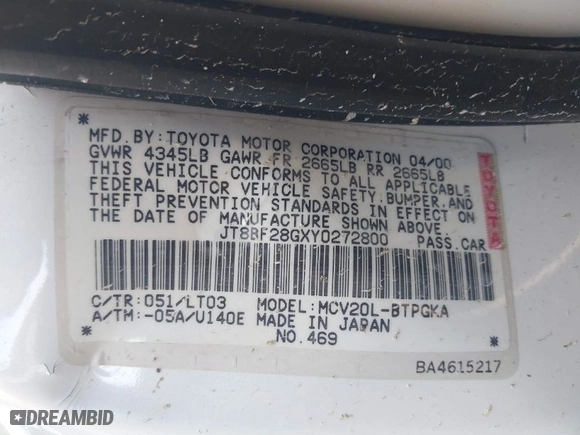 MFD.BY:TOYOTA MOTOR CORPORATION 04/00
GVWR 4345LB GAWR FR 2665LB RR 2665LB
THIS VEHICLE CONFORMS TO ALL APPLICABLE
FEDERAL MOTOR VEHICLE SAFETY,BUMPER,AND
THEFT PREVENTION STANDARDS IN EFFECT ON
THE DATE OF MANUFACTURE SHOWN ABOVE.
JT8BF28GXY0272800 PASS.CAR
TOYOTA
C/TR:051/LT03 MODEL:MCV20L-BTPGKA
A/TM:-05A/U140E MADE IN JAPAN
NO.469
BA4615217
DREAMBID